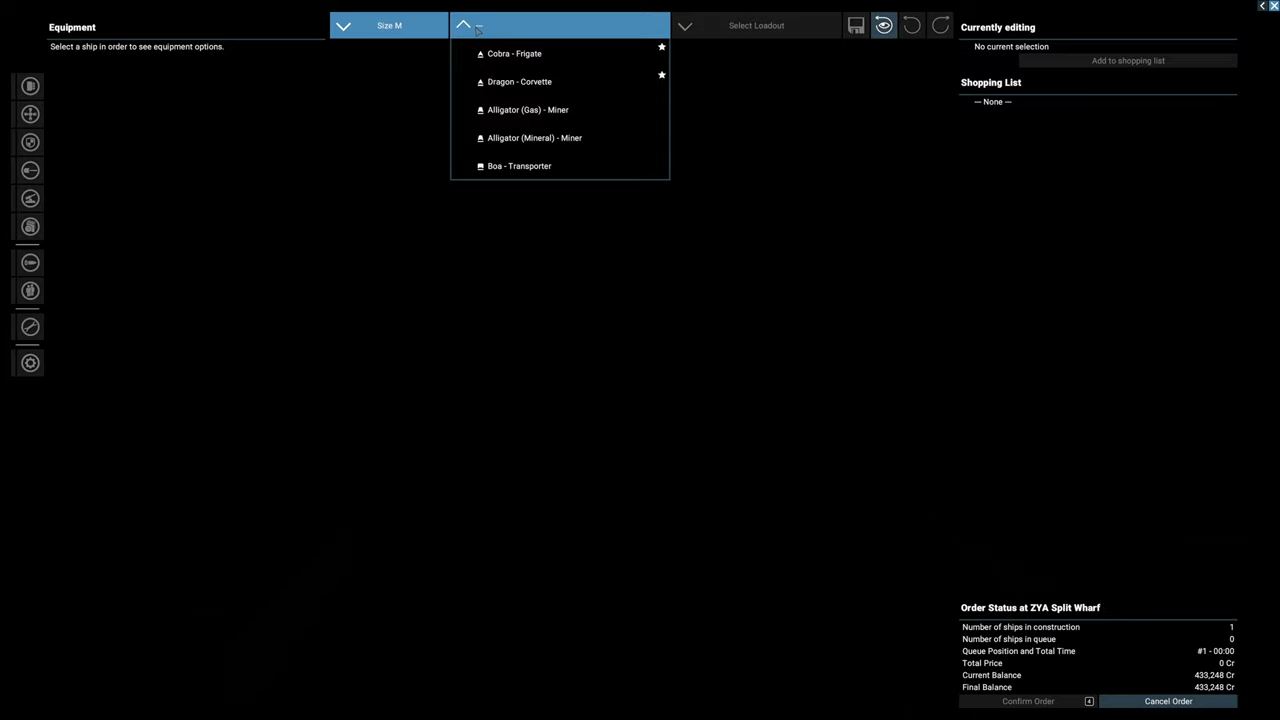 Equipment
Select a ship in order to see equipment options.
Size M
—
Select Loadout
Cobra - Frigate
Dragon - Corvette
Alligator (Gas) - Miner
Alligator (Mineral) - Miner
Boa - Transporter
Currently editing
No current selection
Add to shopping list
Shopping List
— None —
Order Status at ZYA Split Wharf
Number of ships in construction 1
Number of ships in queue 0
Queue Position and Total Time #1 - 00:00
Total Price 0 Cr
Current Balance 433,248 Cr
Final Balance 433,248 Cr
Confirm Order 4 Cancel Order